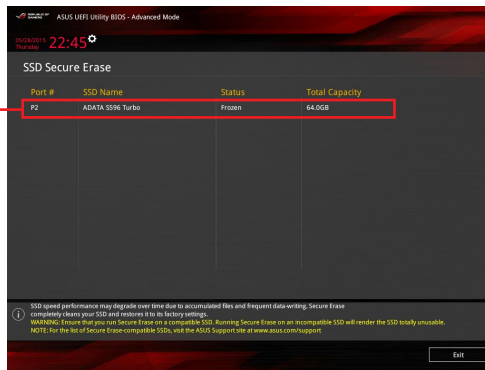 REPUBLIC OF GAMERS ASUS UEFI Utility BIOS - Advanced Mode
05/28/2015
Thursday 22:45
SSD Secure Erase
Port # SSD Name Status Total Capacity
P2 ADATA S596 Turbo Frozen 64.0GB
SSD speed performance may degrade over time due to accumulated files and frequent data-writing. Secure Erase
completely cleans your SSD and restores it to its factory settings.
WARNING: Ensure that you run Secure Erase on a compatible SSD. Running Secure Erase on an incompatible SSD will render the SSD totally unusable.
NOTE: For the list of Secure Erase-compatible SSDs, visit the ASUS Support site at www.asus.com/support
Exit